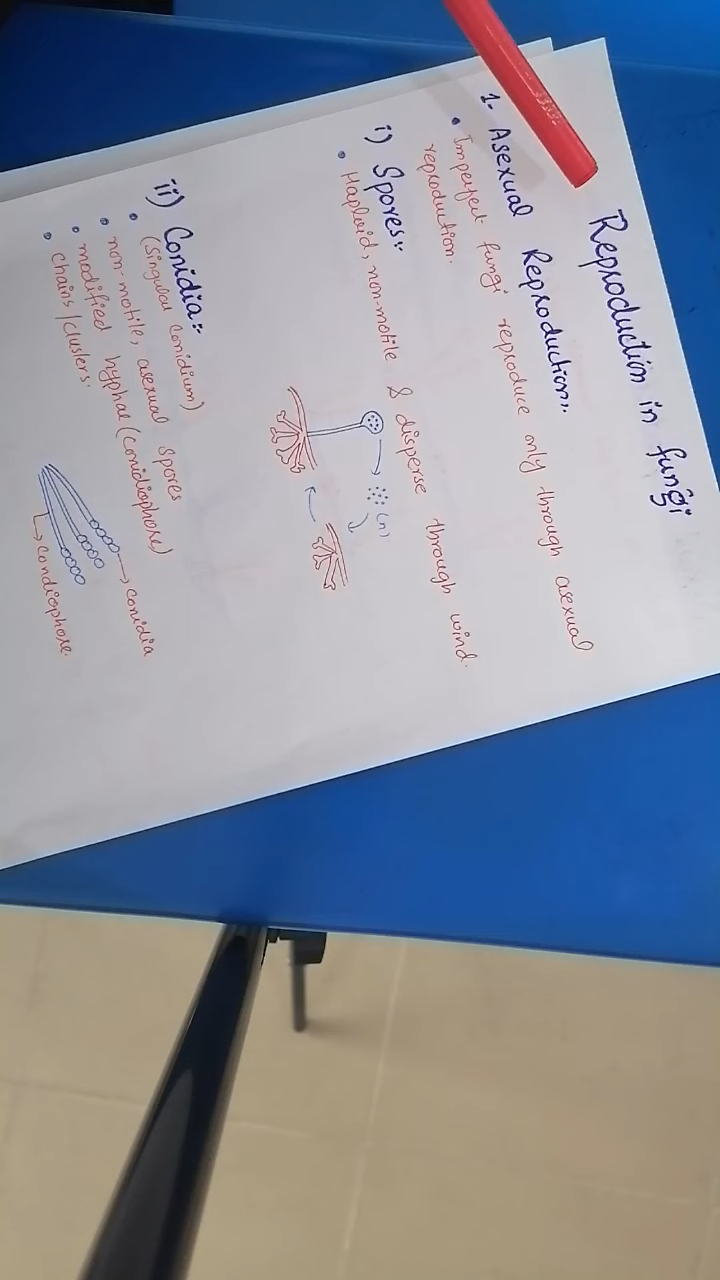 Reproduction in fungi
1- Asexual Reproduction:-
• Imperfect fungi reproduce only through asexual
reproduction.
i) Spores:-
• Haploid, non-motile & disperse through wind.
(n)
ii) Conidia:-
• (Singular conidium)
• non-motile, asexual spores
• modified hyphae (conidiophore)
• chains/clusters.
conidia
condiophore.